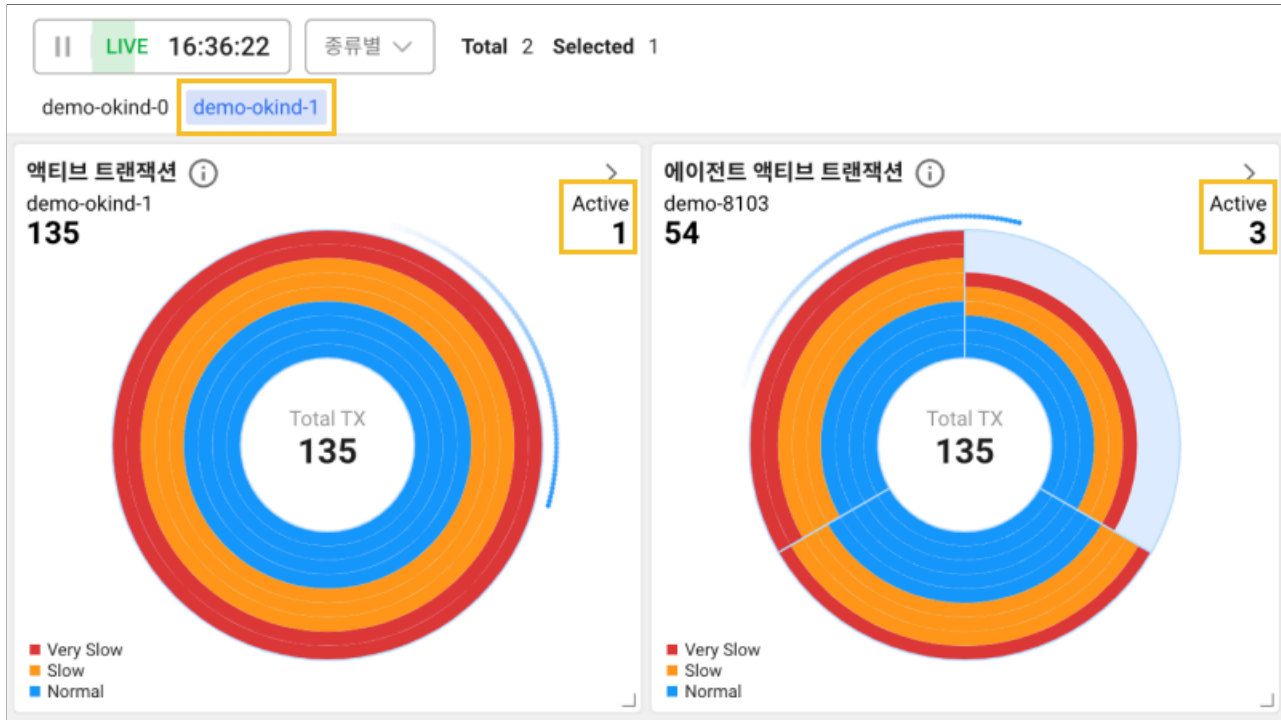 LIVE 16:36:22 종류별 Total 2 Selected 1
demo-okind-0 demo-okind-1
액티브 트랜잭션
demo-okind-1
135
Active
1
Total TX
135
Very Slow
Slow
Normal
에이전트 액티브 트랜잭션
demo-8103
54
Active
3
Total TX
135
Very Slow
Slow
Normal